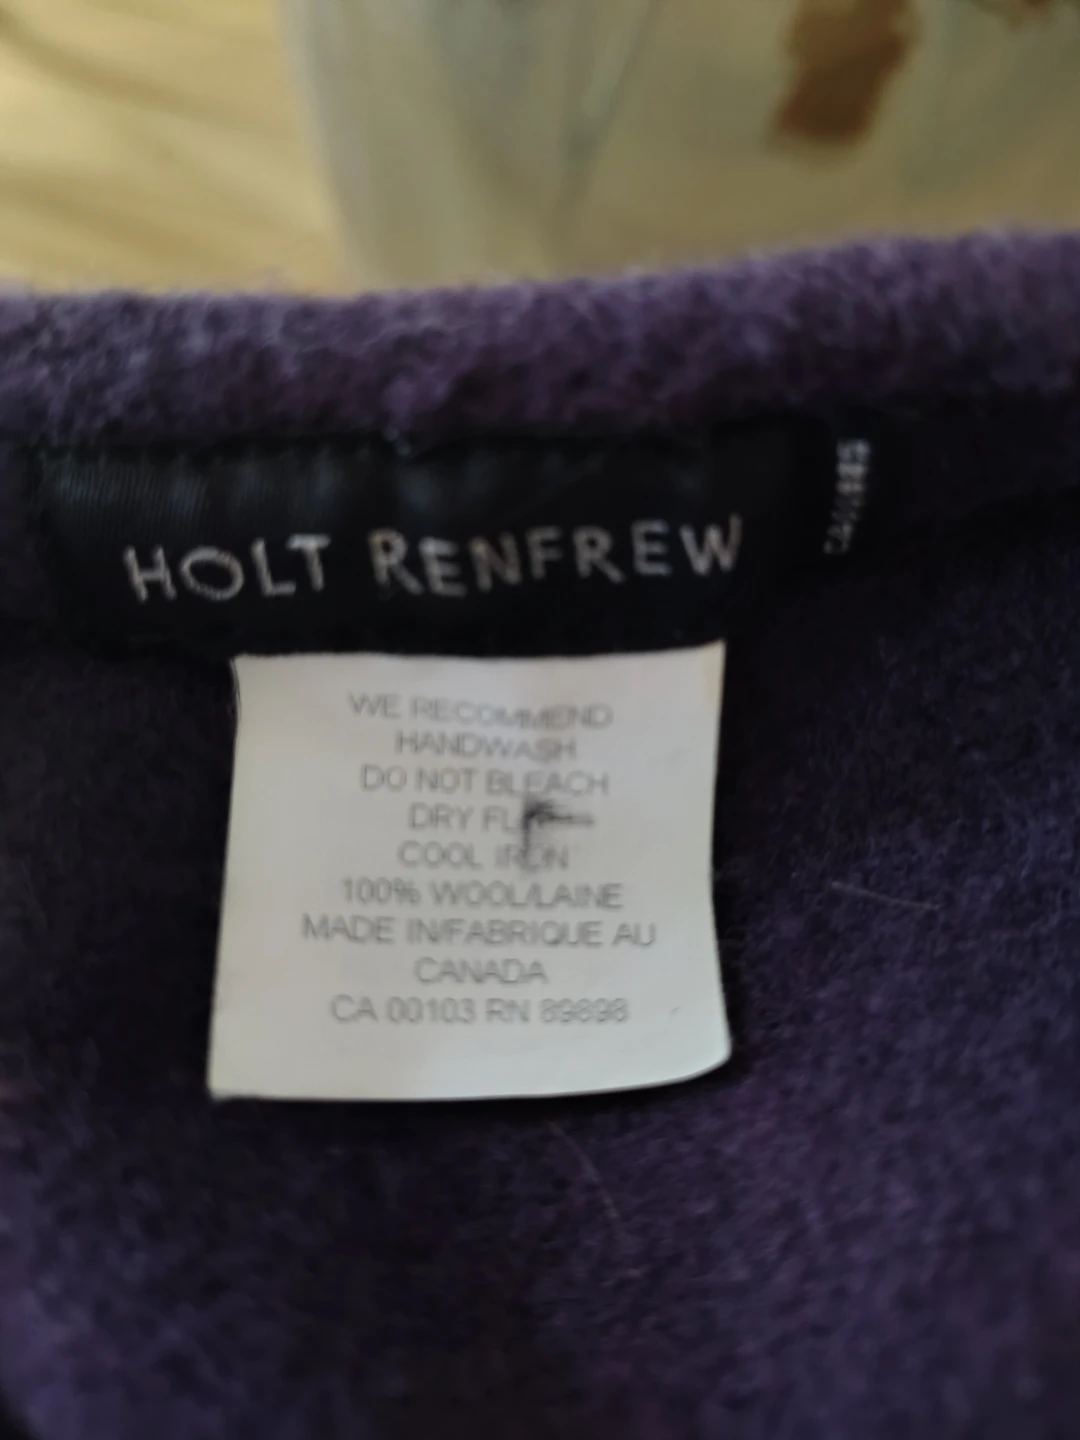 HOLT RENFREW
WE RECOMMEND
HANDWASH
DO NOT BLEACH
DRY
COOL IRON
100% WOOL/LAINE
MADE IN/FABRIQUE AU
CANADA
CA 00103 RN 89898